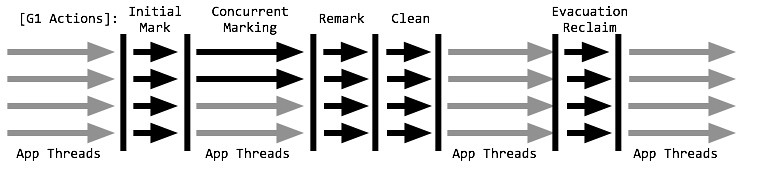 [G1 Actions]:
Initial
Mark
Concurrent
Marking
Remark
Clean
Evacuation
Reclaim
App Threads
App Threads
App Threads
App Threads